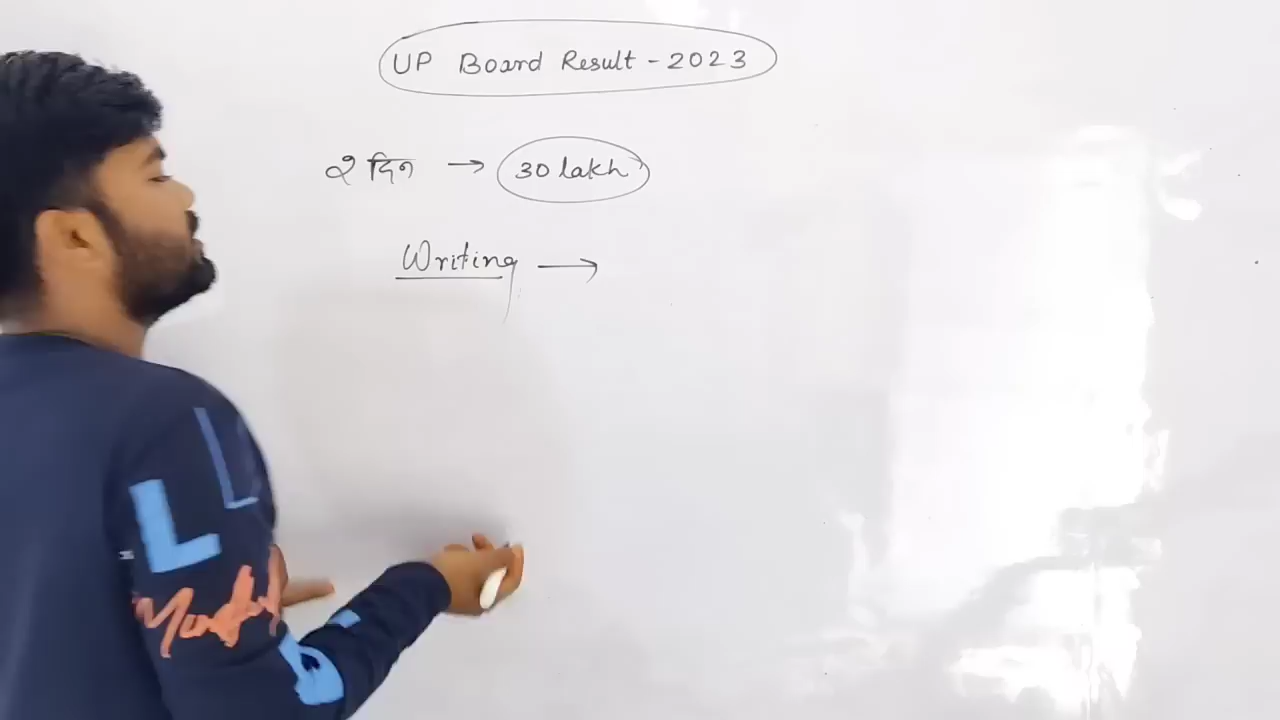 UP Board Result - 2023
२ दिन → 30 lakh
Writing →
L L